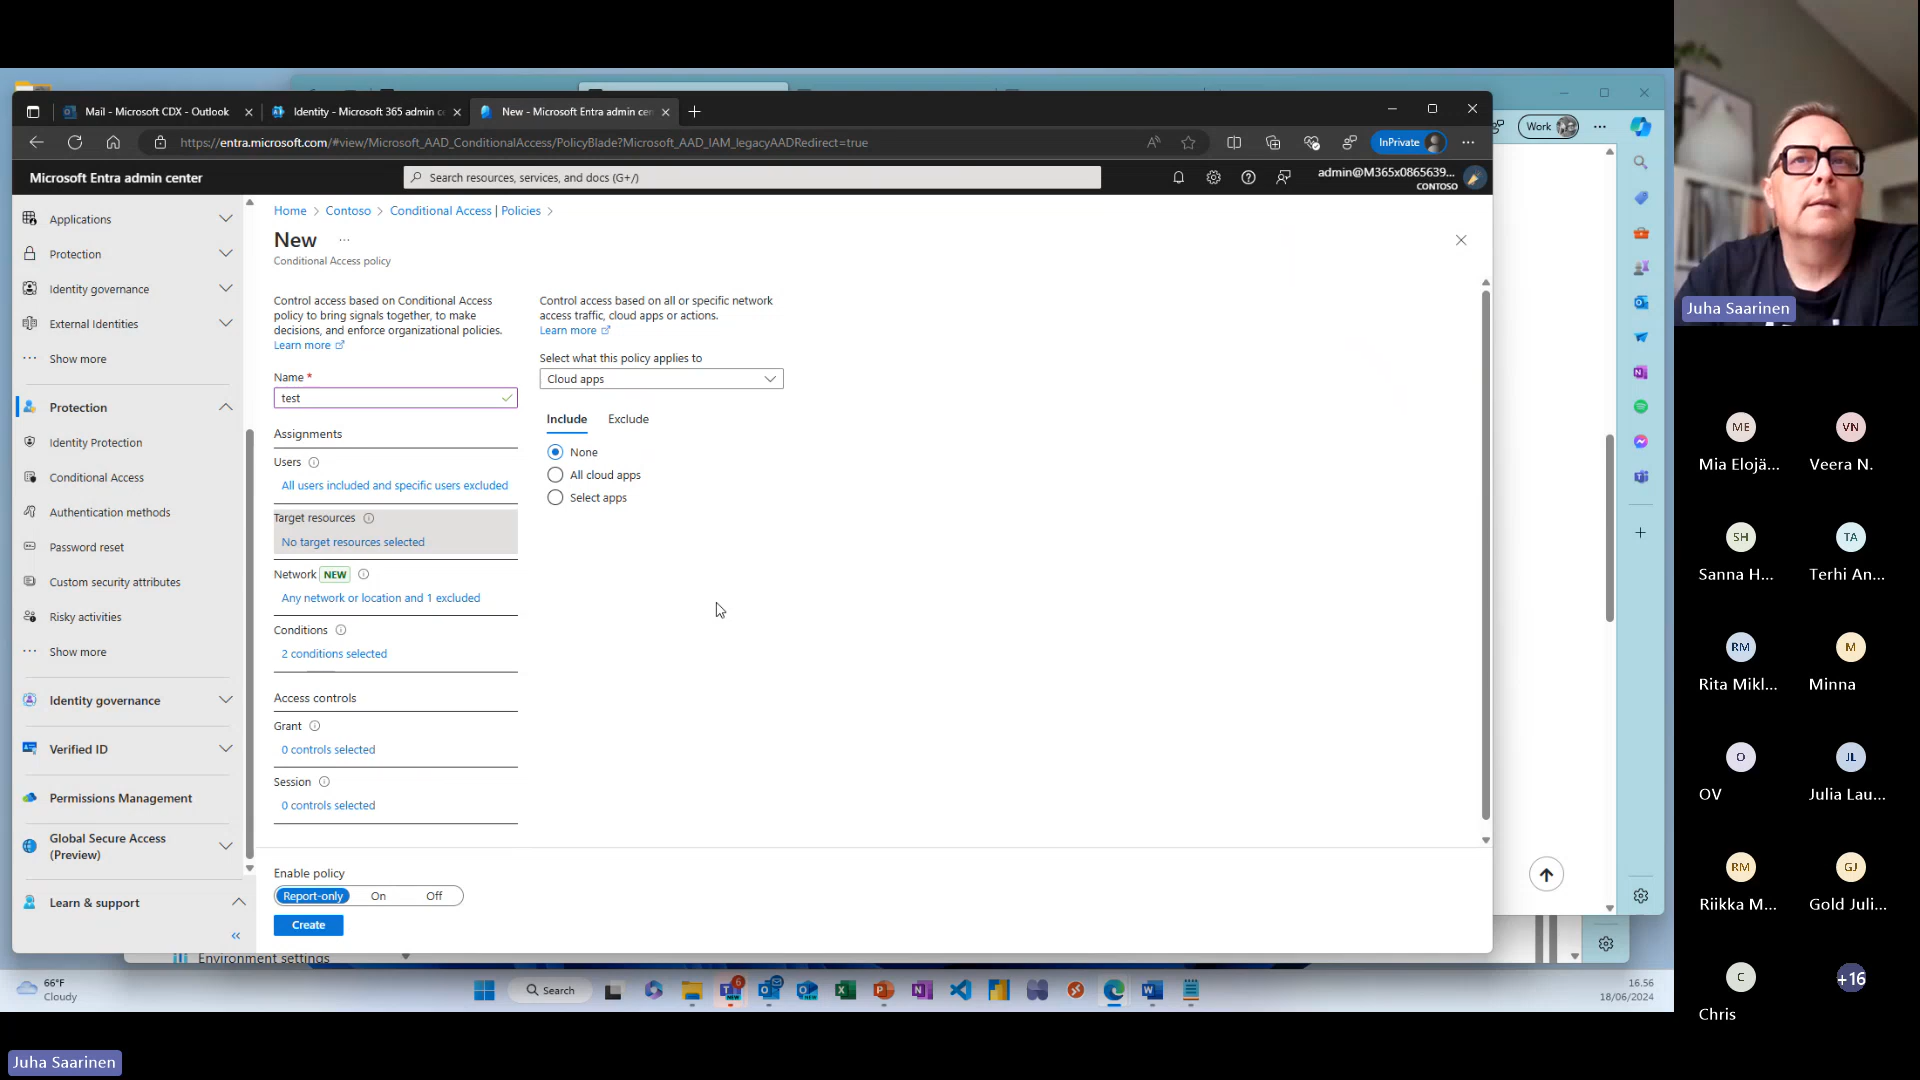 Mail - Microsoft CDX - Outlook
Identity - Microsoft 365 admin ce
New - Microsoft Entra admin cen
https://entra.microsoft.com/#view/Microsoft_AAD_ConditionalAccess/PolicyBlade?Microsoft_AAD_IAM_legacyAADRedirect=true
InPrivate
Work
Microsoft Entra admin center
Search resources, services, and docs (G+/)
admin@M365x0865639...
CONTOSO
Applications
Protection
Identity governance
External Identities
Show more
Protection
Identity Protection
Conditional Access
Authentication methods
Password reset
Custom security attributes
Risky activities
Show more
Identity governance
Verified ID
Permissions Management
Global Secure Access
(Preview)
Learn & support
Home > Contoso > Conditional Access | Policies >
New
Conditional Access policy
Control access based on Conditional Access
policy to bring signals together, to make
decisions, and enforce organizational policies.
Learn more
Name *
test
Assignments
Users
All users included and specific users excluded
Target resources
No target resources selected
Network NEW
Any network or location and 1 excluded
Conditions
2 conditions selected
Access controls
Grant
0 controls selected
Session
0 controls selected
Enable policy
Report-only On Off
Create
Control access based on all or specific network
access traffic, cloud apps or actions.
Learn more
Select what this policy applies to
Cloud apps
Include Exclude
None
All cloud apps
Select apps
Environment settings
66°F
Cloudy
Search
6
NEW
NEW
16.56
18/06/2024
Juha Saarinen
Juha Saarinen
ME
Mia Elojä...
VN
Veera N.
SH
Sanna H...
TA
Terhi An...
RM
Rita Mikl...
M
Minna
O
OV
JL
Julia Lau...
RM
Riikka M...
GJ
Gold Juli...
C
Chris
+16